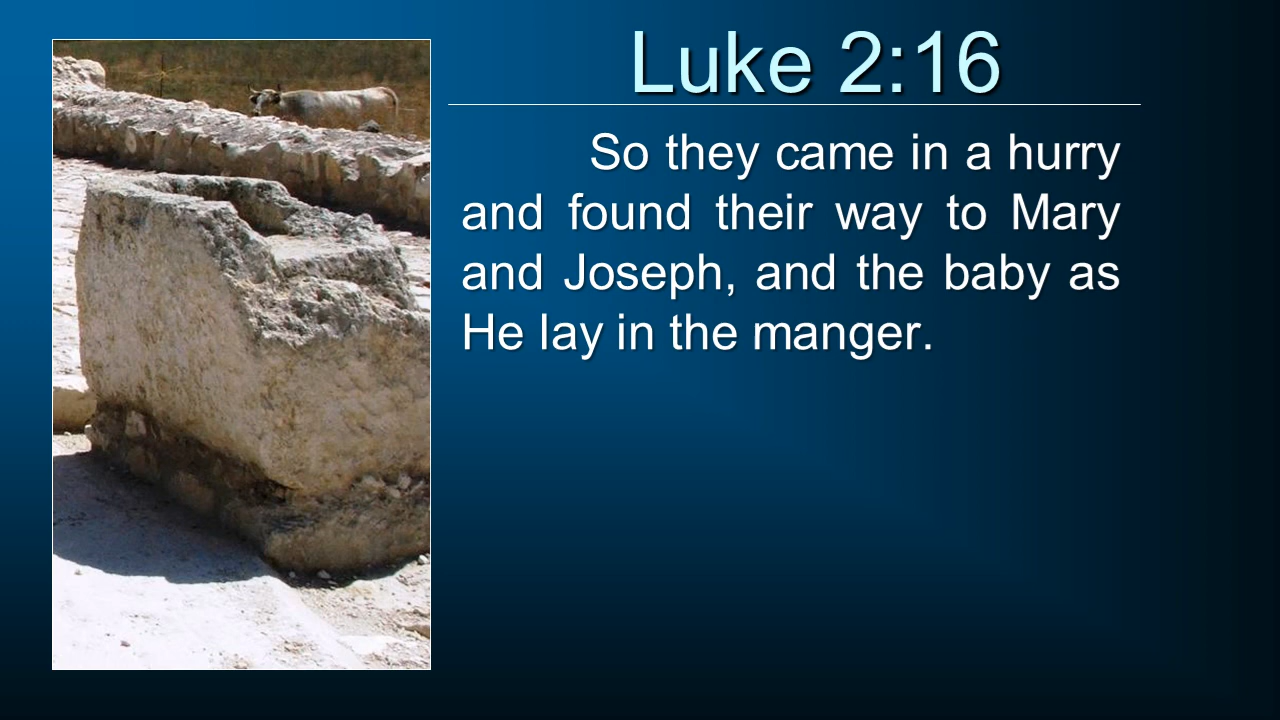 Luke 2:16
So they came in a hurry
and found their way to Mary
and Joseph, and the baby as
He lay in the manger.